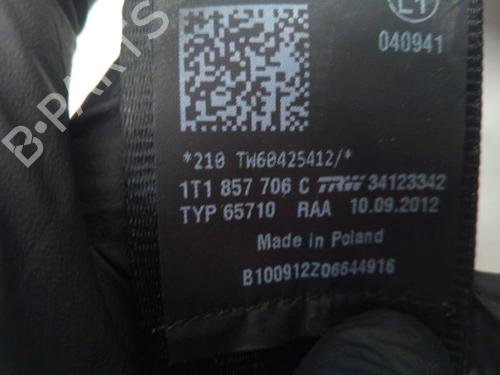 E1
040941
*210 TW60425412/*
1T1 857 706 C TRW 34123342
TYP 65710 RAA 10.09.2012
Made in Poland
B100912Z06644916
B-PARTS